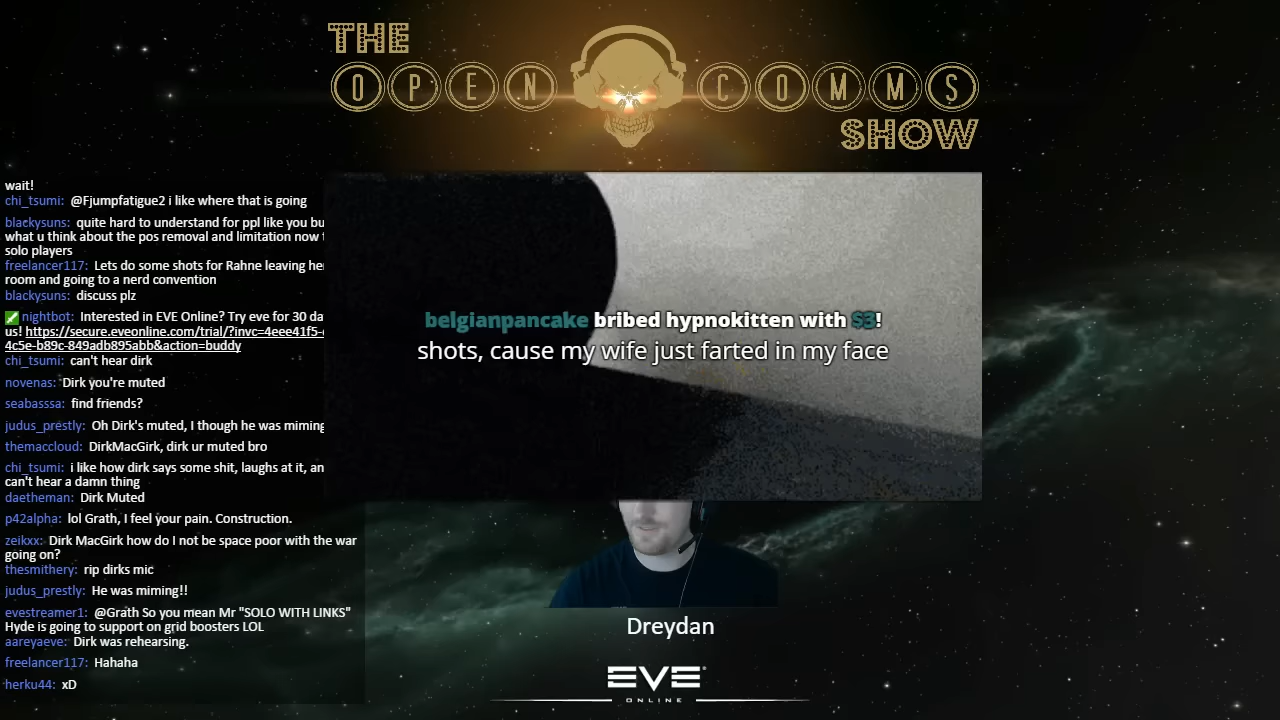 THE
OPEN COMMS
SHOW
wait!
chi_tsumi: @Fjumpfatigue2 i like where that is going
blackysuns: quite hard to understand for ppl like you bu
what u think about the pos removal and limitation now
solo players
freelancer117: Lets do some shots for Rahne leaving her
room and going to a nerd convention
blackysuns: discuss plz
nightbot: Interested in EVE Online? Try eve for 30 da
us! https://secure.eveonline.com/trial/?invc=4eee41f5-
4c5e-b89c-849adb895abb&action=buddy
chi_tsumi: can't hear dirk
novenas: Dirk you're muted
seabasssa: find friends?
judus_prestly: Oh Dirk's muted, I though he was miming
themaccloud: DirkMacGirk, dirk ur muted bro
chi_tsumi: i like how dirk says some shit, laughs at it, an
can't hear a damn thing
daetheman: Dirk Muted
p42alpha: lol Grath, I feel your pain. Construction.
zeikxx: Dirk MacGirk how do I not be space poor with the war
going on?
thesmithery: rip dirks mic
judus_prestly: He was miming!!
evestreamer1: @Grath So you mean Mr "SOLO WITH LINKS"
Hyde is going to support on grid boosters LOL
aareyaeve: Dirk was rehearsing.
freelancer117: Hahaha
herku44: xD
belgianpancake bribed hypnokitten with $3!
shots, cause my wife just farted in my face
Dreydan
EVE
ONLINE